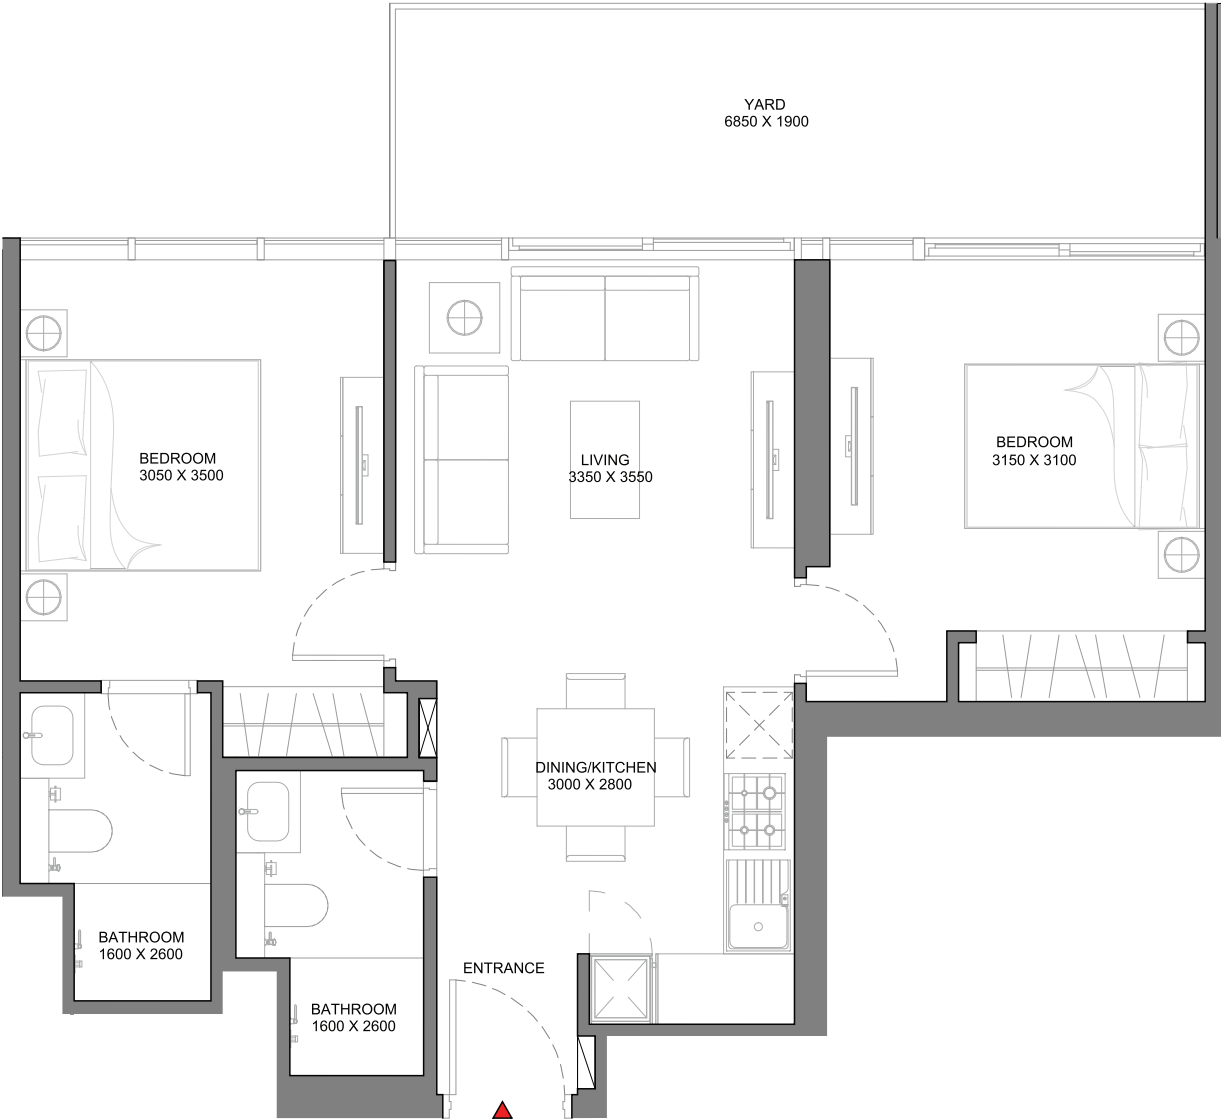 YARD
6850 X 1900
BEDROOM
3050 X 3500
LIVING
3350 X 3550
BEDROOM
3150 X 3100
DINING/KITCHEN
3000 X 2800
BATHROOM
1600 X 2600
ENTRANCE
BATHROOM
1600 X 2600